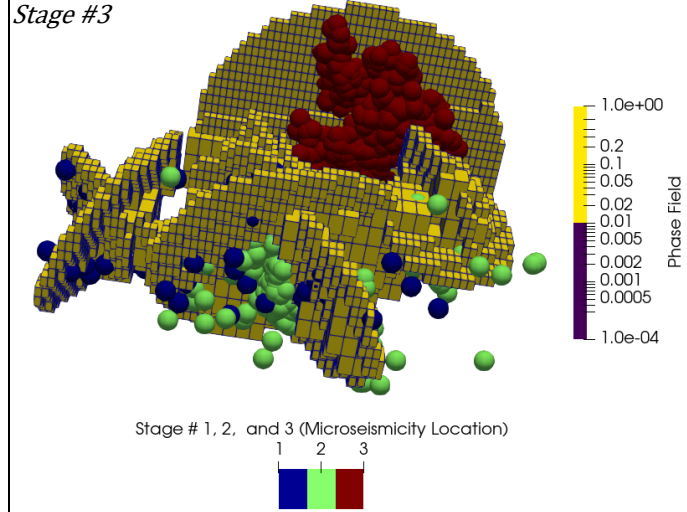 Stage #3
1.0e+00
0.2
0.1
0.05
0.02
0.01
0.005
0.002
0.001
0.0005
1.0e-04
Phase Field
Stage # 1, 2, and 3 (Microseismicity Location)
1 2 3